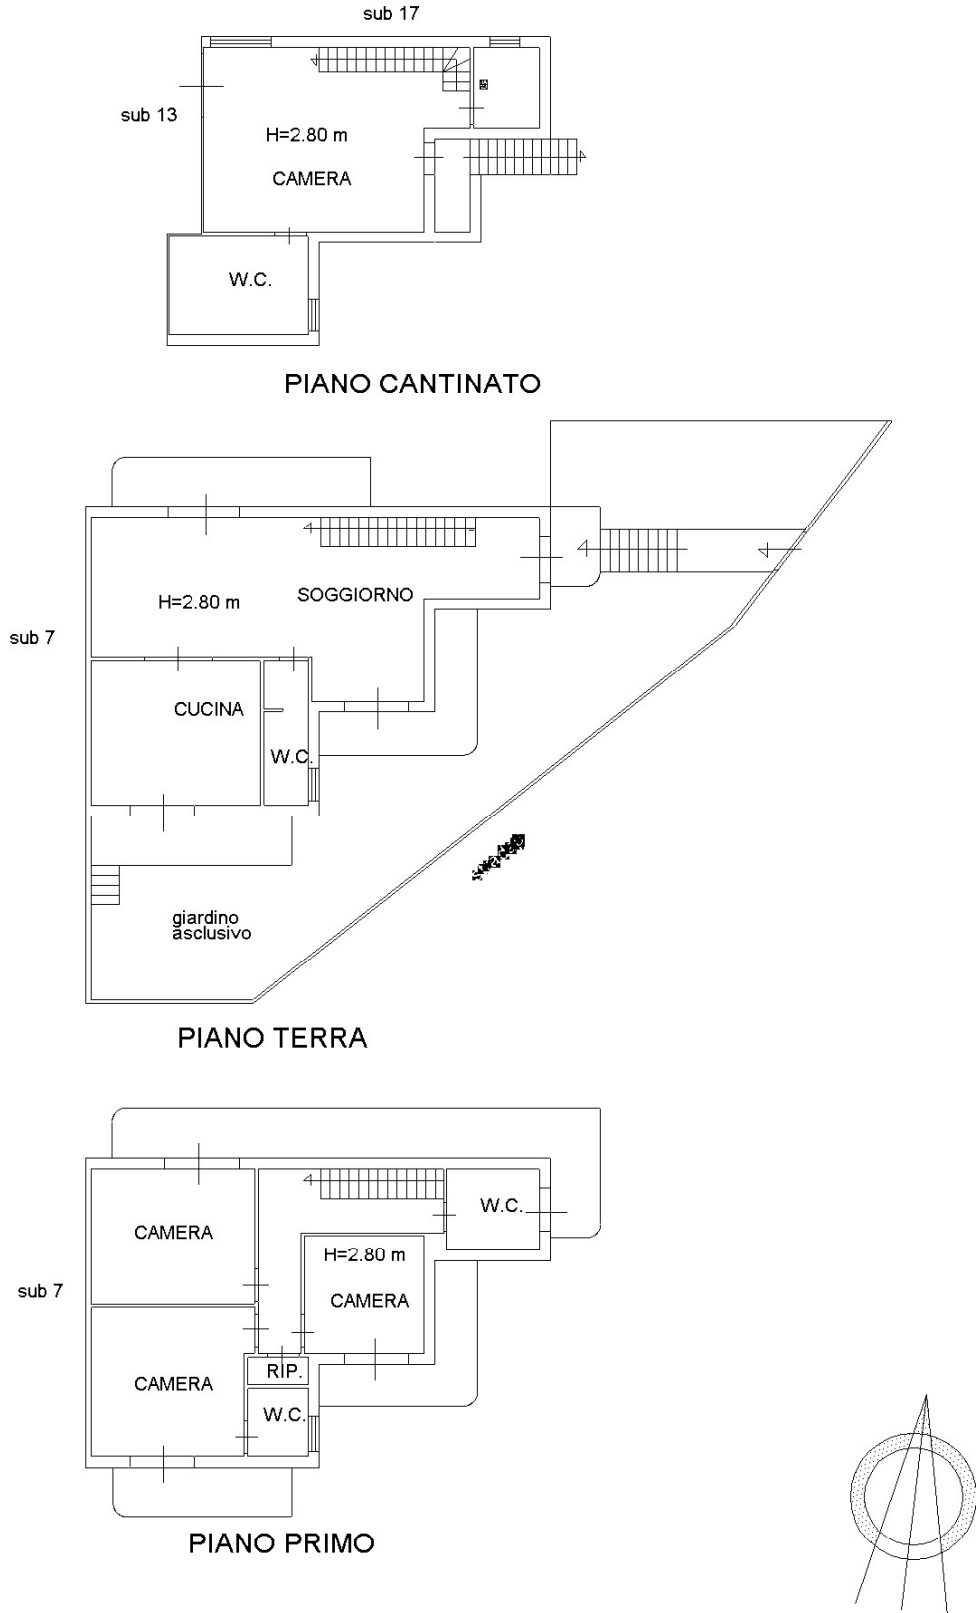 sub 17
sub 13
H=2.80 m
CAMERA
W.C.
PIANO CANTINATO
SOGGIORNO
H=2.80 m
sub 7
CUCINA
W.C.
giardino
asclusivo
PIANO TERRA
CAMERA
W.C.
H=2.80 m
sub 7
CAMERA
RIP.
CAMERA
W.C.
PIANO PRIMO